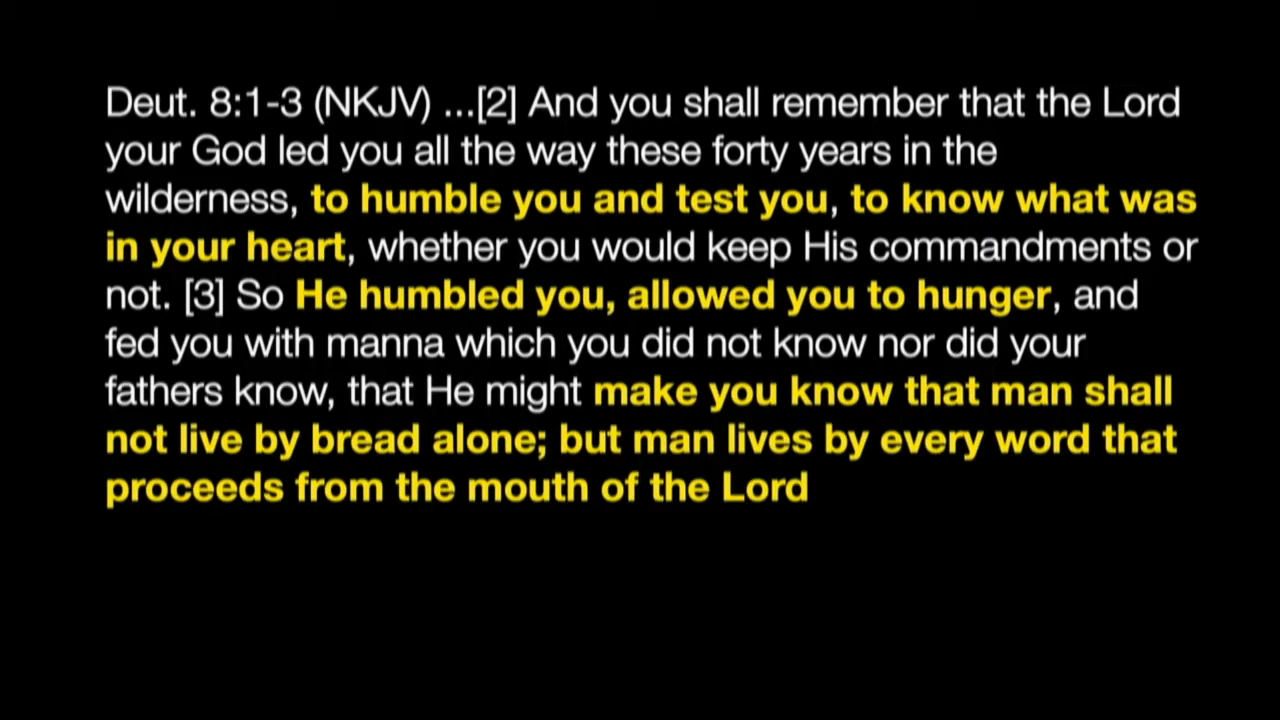 Deut. 8:1-3 (NKJV) ...[2] And you shall remember that the Lord
your God led you all the way these forty years in the
wilderness, to humble you and test you, to know what was
in your heart, whether you would keep His commandments or
not. [3] So He humbled you, allowed you to hunger, and
fed you with manna which you did not know nor did your
fathers know, that He might make you know that man shall
not live by bread alone; but man lives by every word that
proceeds from the mouth of the Lord